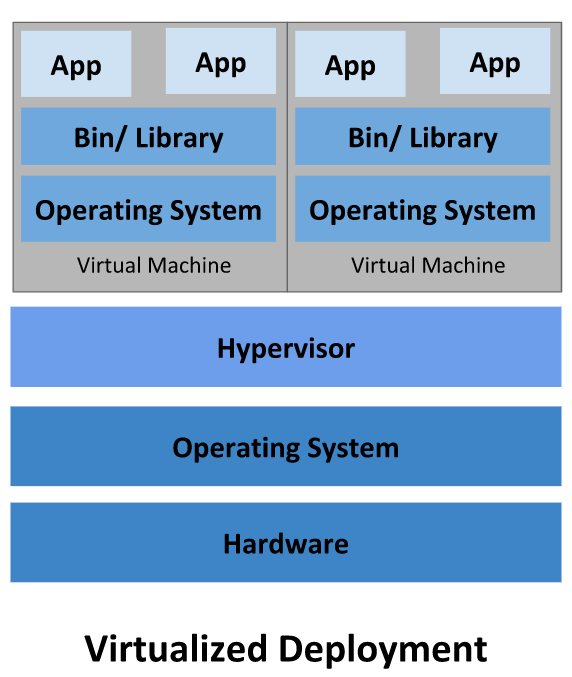 App App App App
Bin/ Library Bin/ Library
Operating System Operating System
Virtual Machine Virtual Machine
Hypervisor
Operating System
Hardware
Virtualized Deployment